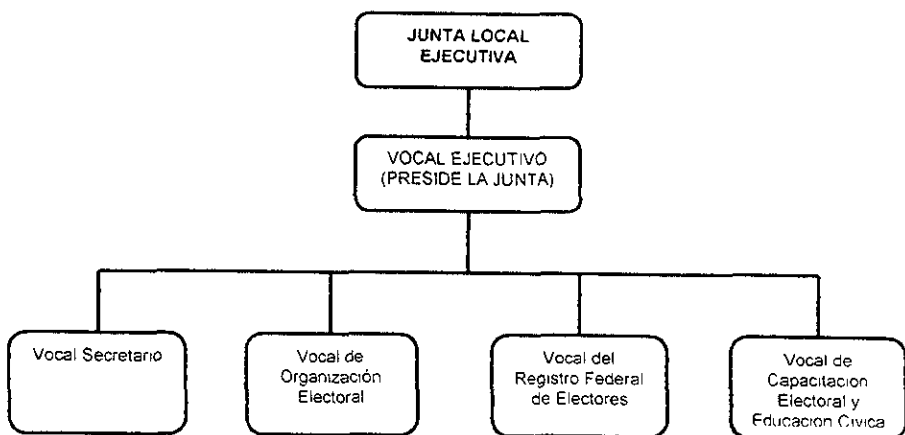 JUNTA LOCAL
EJECUTIVA
VOCAL EJECUTIVO
(PRESIDE LA JUNTA)
Vocal Secretario
Vocal de
Organización
Electoral
Vocal del
Registro Federal
de Electores
Vocal de
Capacitacion
Electoral y
Educacion Civica